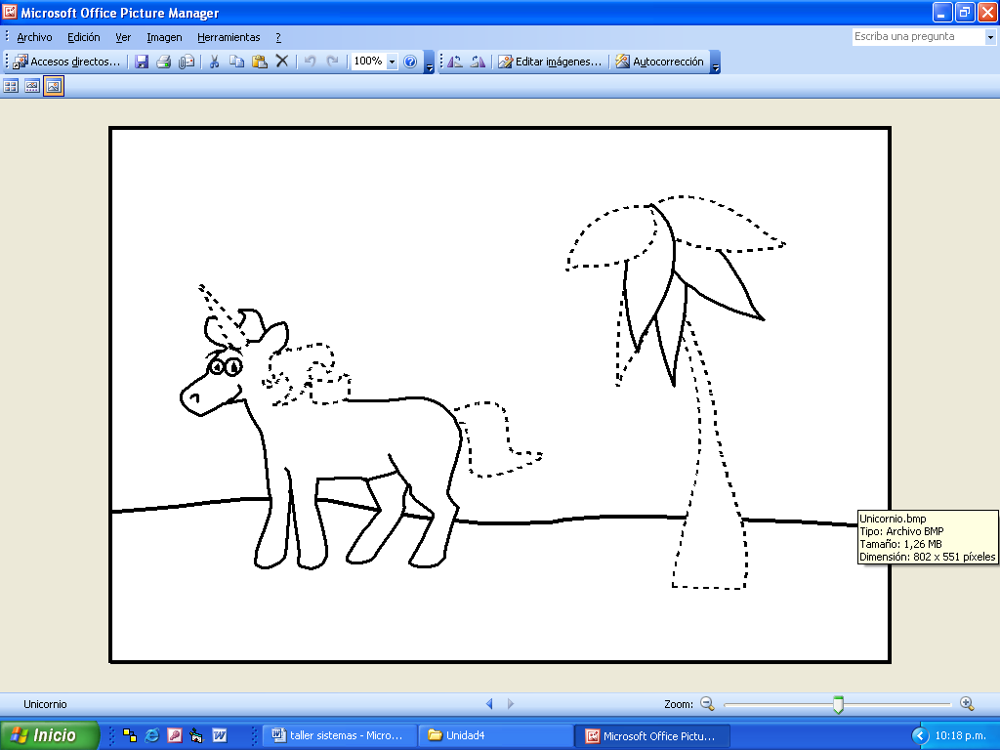 Microsoft Office Picture Manager
Archivo Edición Ver Imagen Herramientas ?
Escriba una pregunta
Accesos directos... 100% Editar imágenes... Autocorrección
Unicornio.bmp
Tipo: Archivo BMP
Tamaño: 1,26 MB
Dimensión: 802 x 551 píxeles
Unicornio
Zoom:
Inicio
taller sistemas - Micro...
Unidad4
Microsoft Office Pictu...
10:18 p.m.